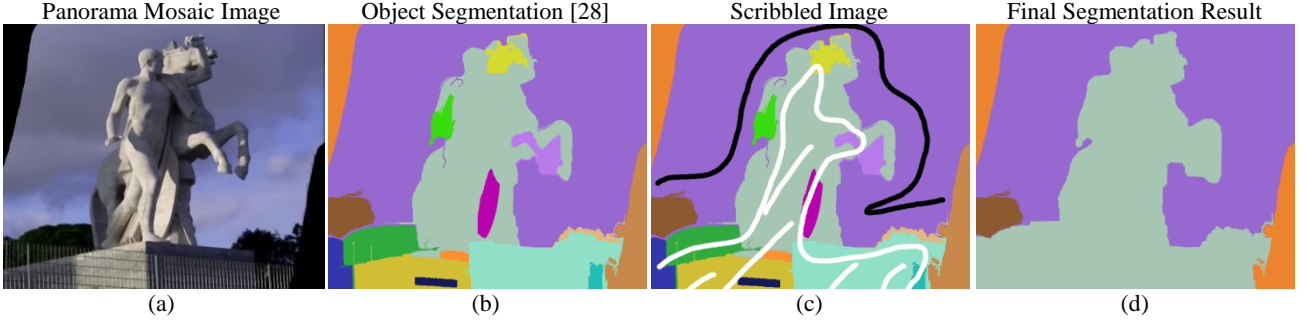 Panorama Mosaic Image
Object Segmentation [28]
Scribbled Image
Final Segmentation Result
(a)
(b)
(c)
(d)